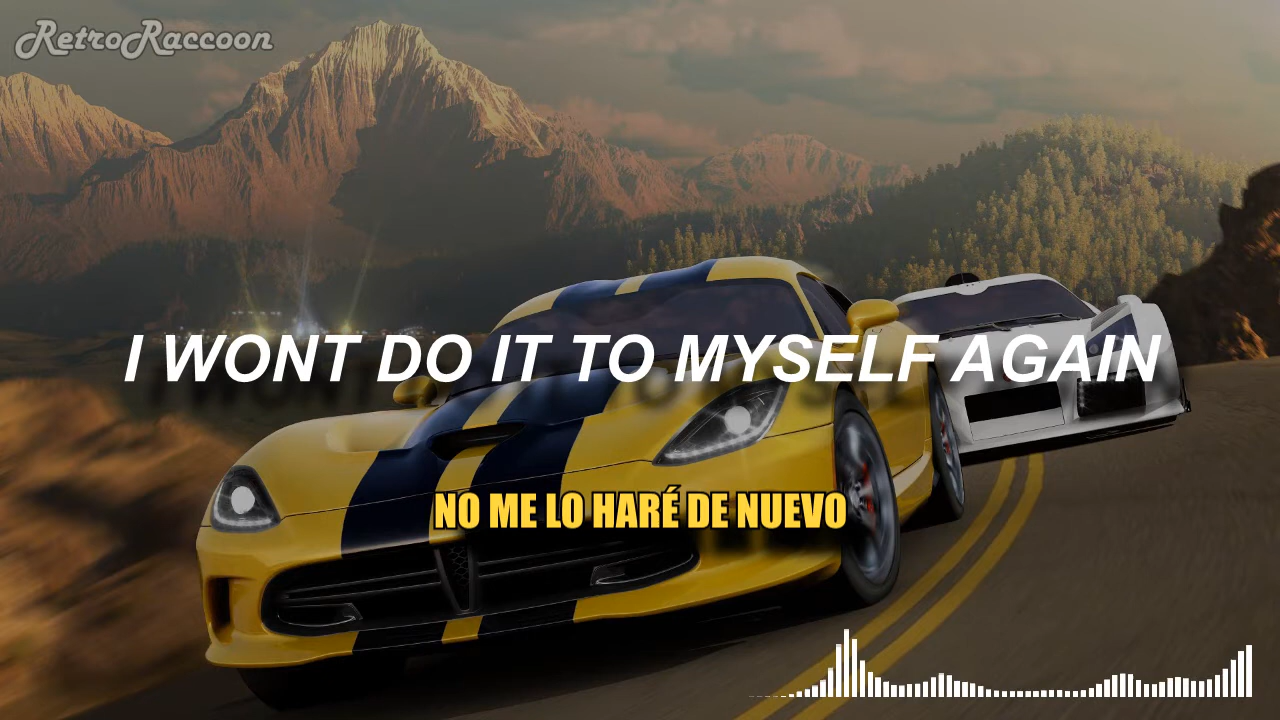 RetroRaccoon
I WONT DO IT TO MYSELF AGAIN
NO ME LO HARÉ DE NUEVO